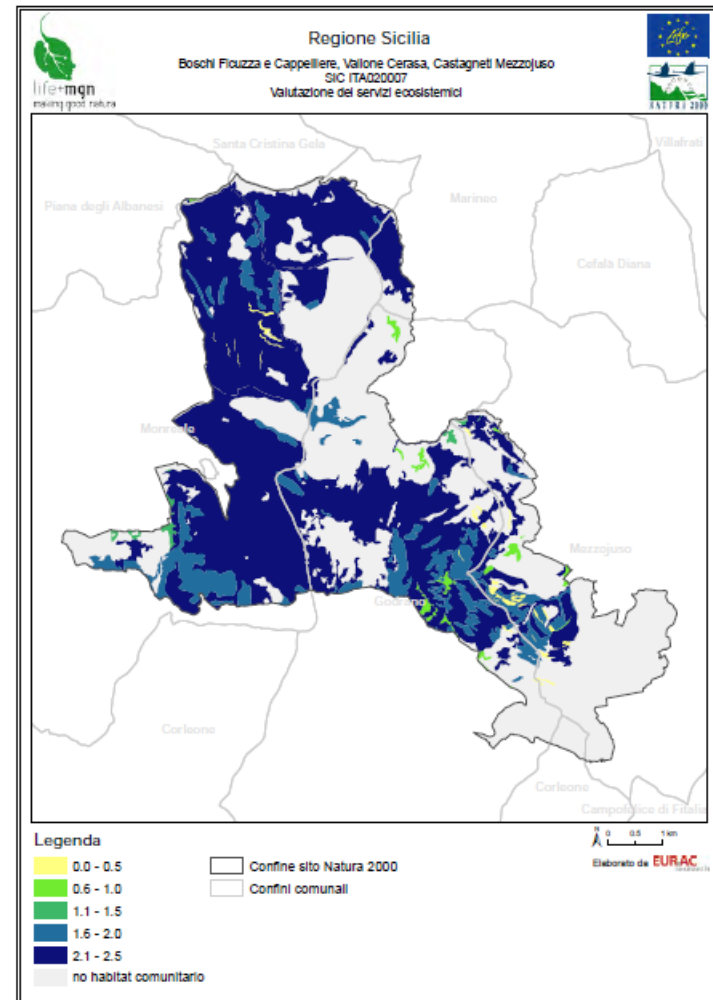 Regione Sicilia
Boschi Ficuzza e Cappelliere, Vallone Cerasa, Castagneti Mezzojuso
SIC ITA020007
Valutazione dei servizi ecosistemici
life+mgn
making good natura
Life
NATURA 2000
Santa Cristina Gela
Villafrati
Piana degli Albanesi
Marineo
Cefalà Diana
Monreale
Mezzojuso
Godrano
Corleone
Corleone
Campofelice di Fitalia
Legenda
0.0 - 0.5
0.6 - 1.0
1.1 - 1.5
1.6 - 2.0
2.1 - 2.5
no habitat comunitario
Confine sito Natura 2000
Confini comunali
N
0 0.5 1 km
Elaborato da EURAC